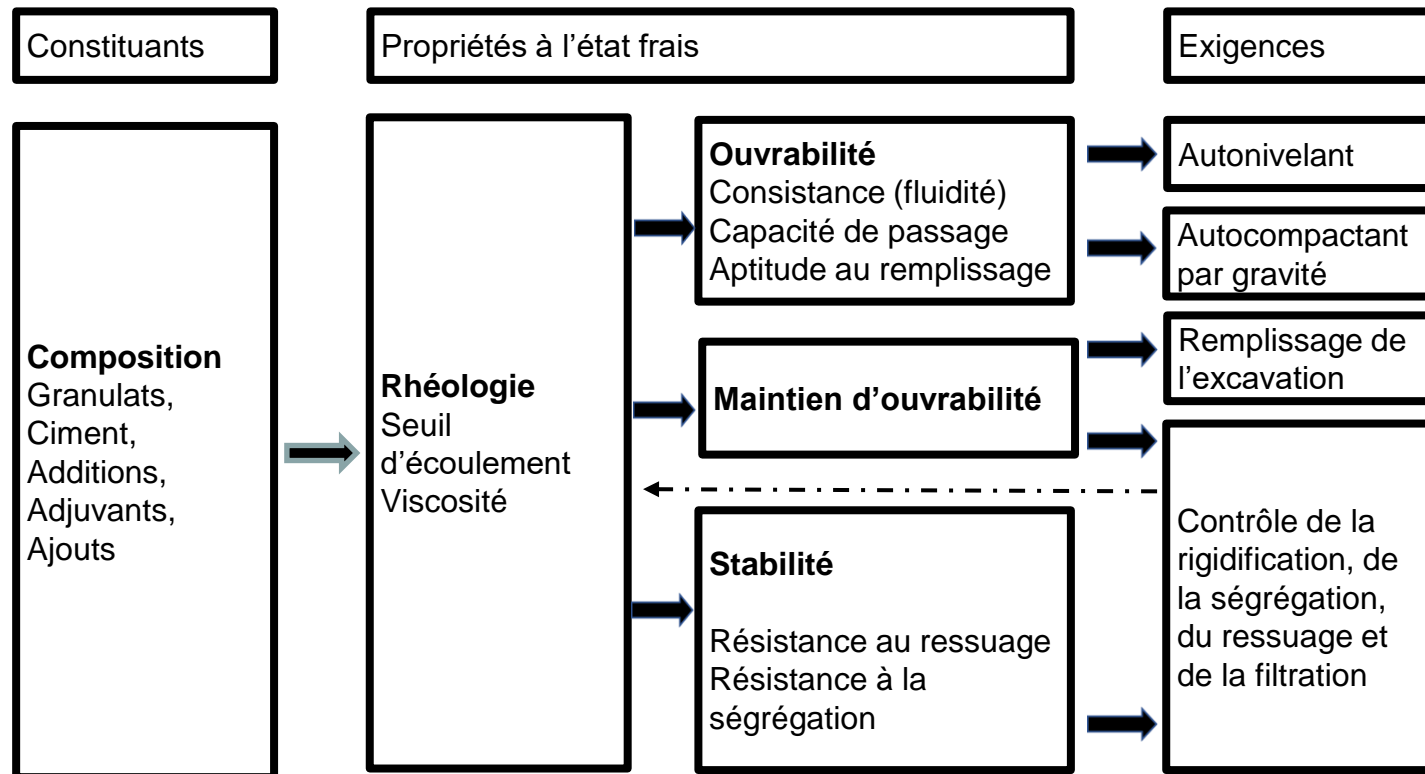 Constituants
Propriétés à l’état frais
Exigences
Composition
Granulats,
Ciment,
Additions,
Adjuvants,
Ajouts
Rhéologie
Seuil
d’écoulement
Viscosité
Ouvrabilité
Consistance (fluidité)
Capacité de passage
Aptitude au remplissage
Maintien d’ouvrabilité
Stabilité
Résistance au ressuage
Résistance à la
ségrégation
Autonivelant
Autocompactant
par gravité
Remplissage de
l’excavation
Contrôle de la
rigidification, de
la ségrégation,
du ressuage et
de la filtration